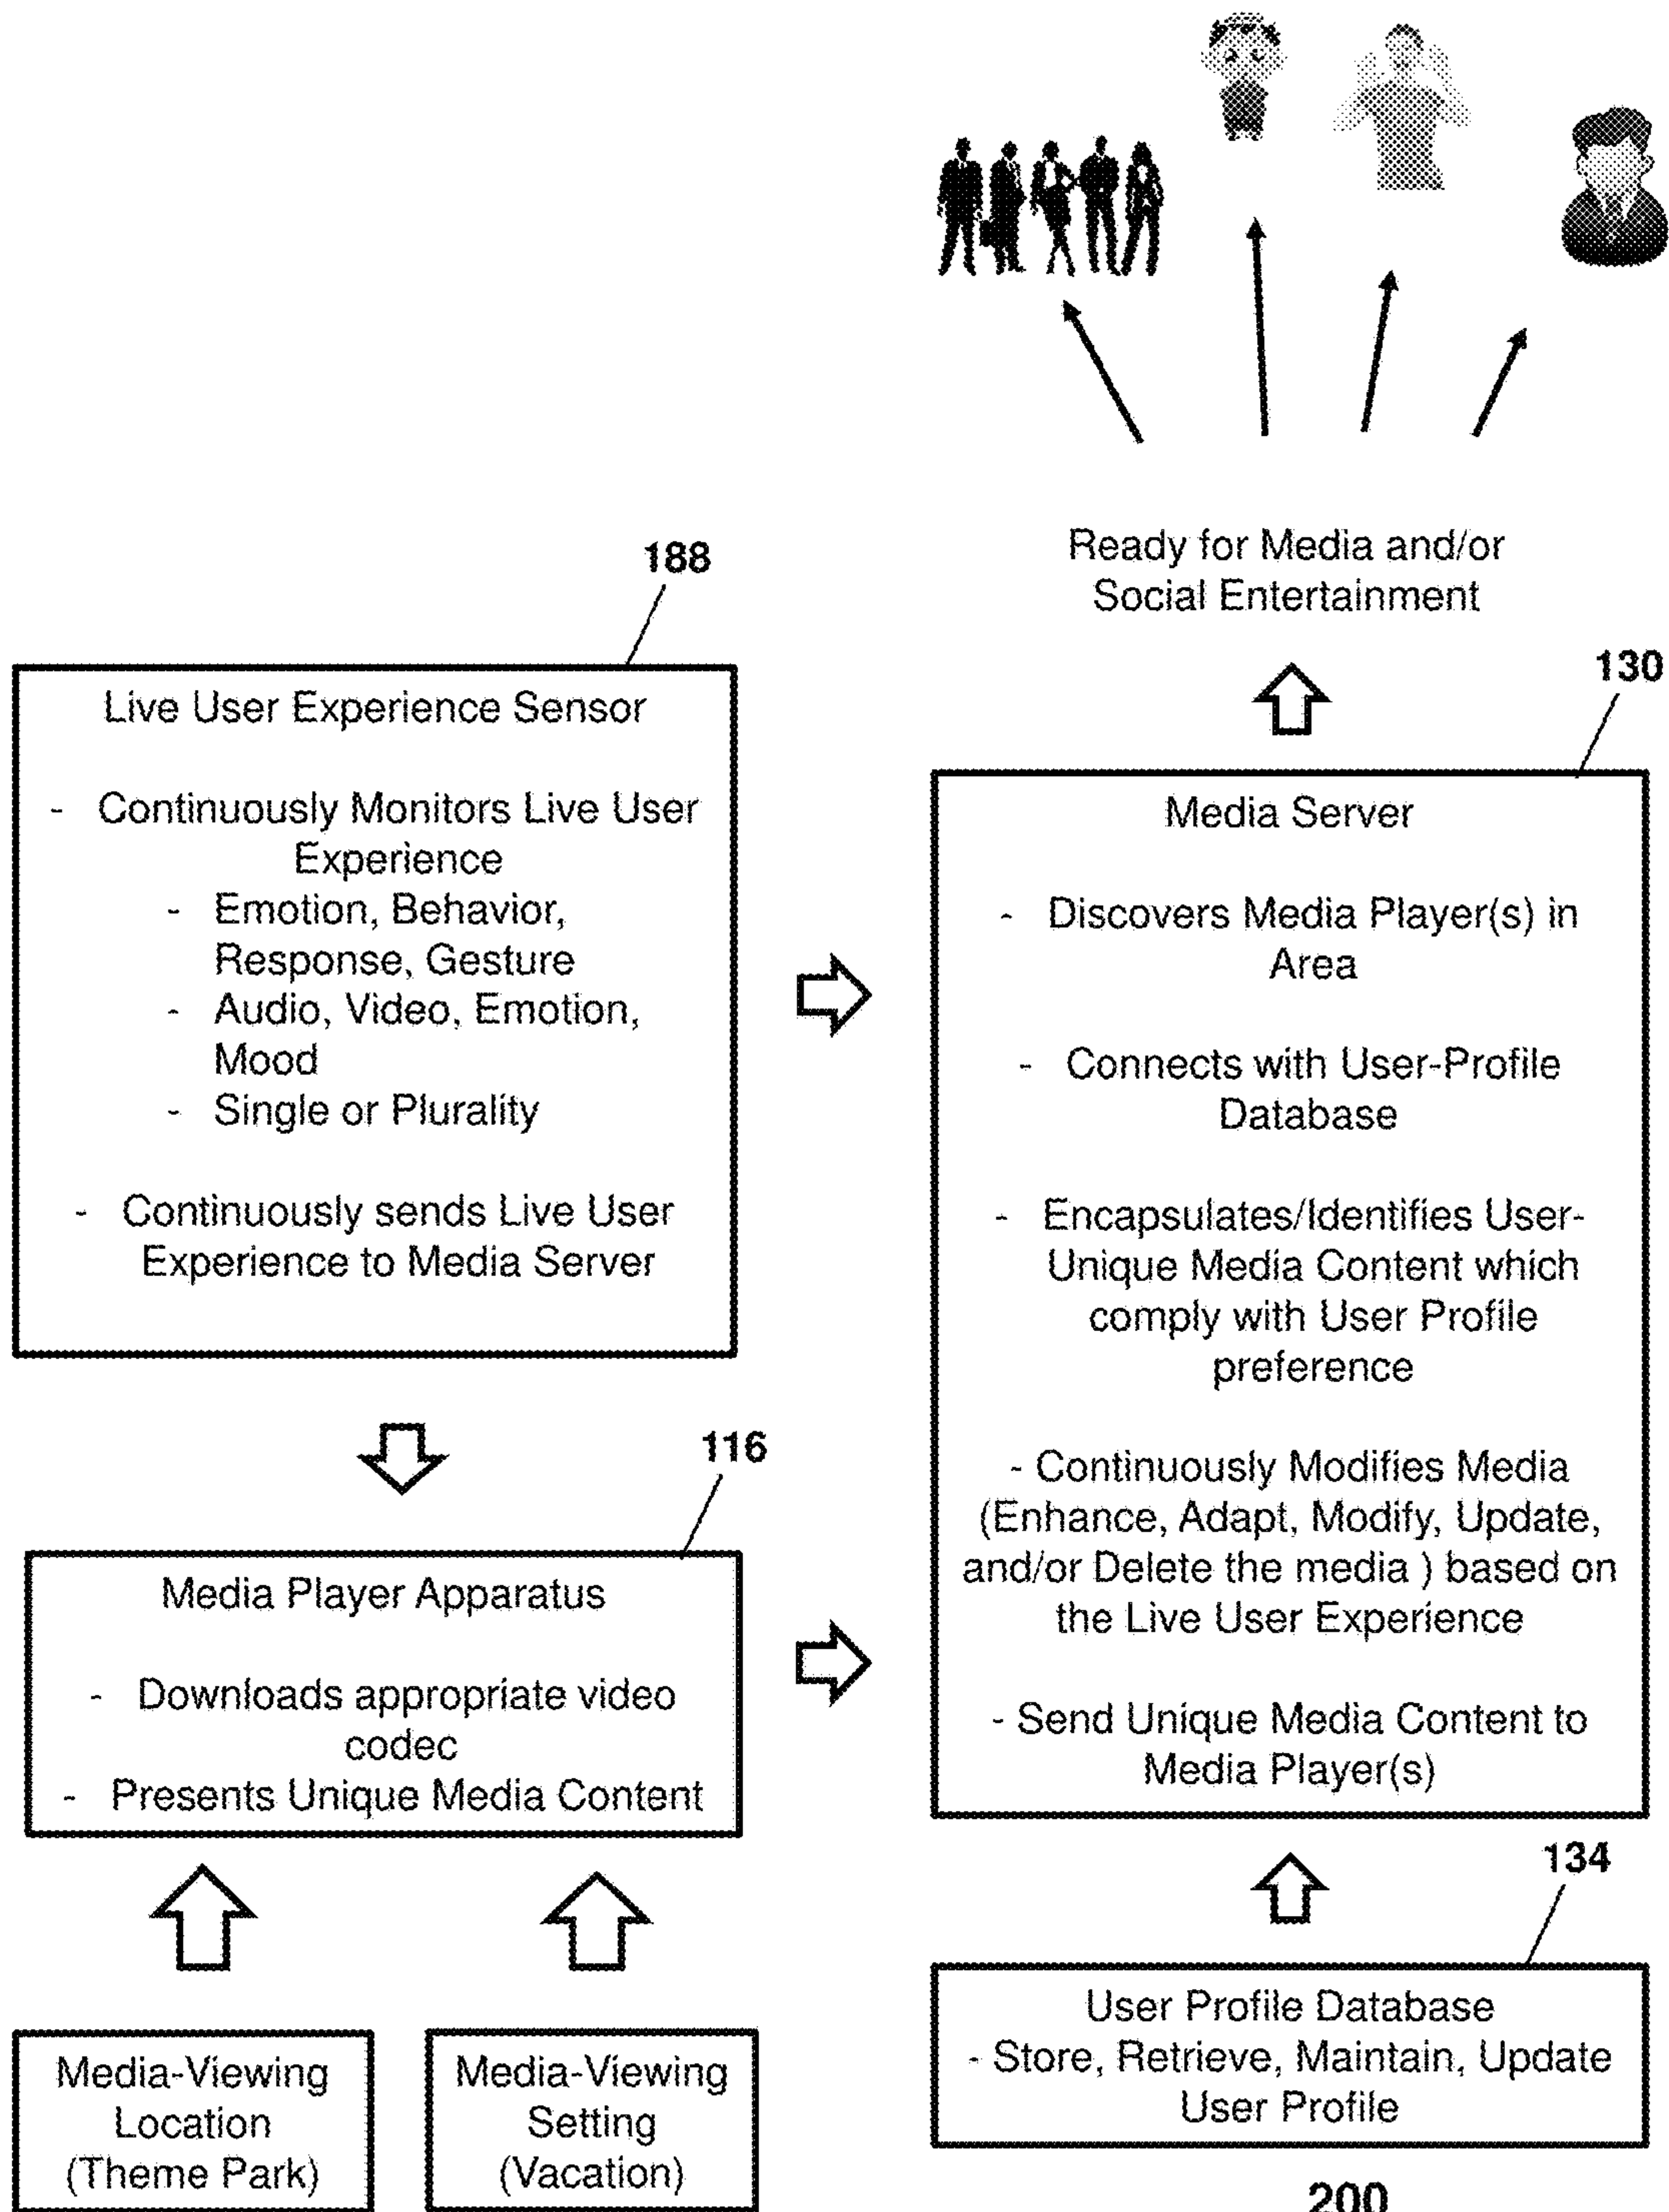 Ready for Media and/or
Social Entertainment
188
Live User Experience Sensor
- Continuously Monitors Live User
Experience
- Emotion, Behavior,
Response, Gesture
- Audio, Video, Emotion,
Mood
- Single or Plurality
- Continuously sends Live User
Experience to Media Server
130
Media Server
- Discovers Media Player(s) in
Area
- Connects with User-Profile
Database
- Encapsulates/Identifies User-
Unique Media Content which
comply with User Profile
preference
- Continuously Modifies Media
(Enhance, Adapt, Modify, Update,
and/or Delete the media ) based on
the Live User Experience
- Send Unique Media Content to
Media Player(s)
116
Media Player Apparatus
- Downloads appropriate video
codec
- Presents Unique Media Content
134
User Profile Database
- Store, Retrieve, Maintain, Update
User Profile
Media-Viewing
Location
(Theme Park)
Media-Viewing
Setting
(Vacation)
200